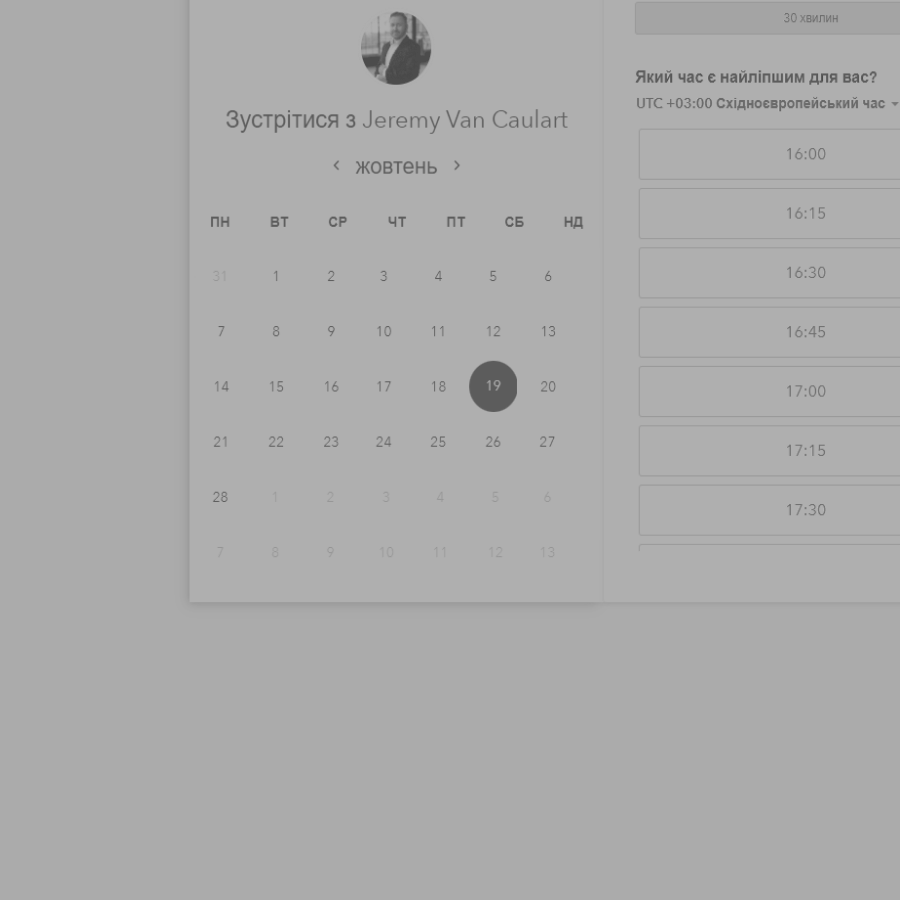 Зустрітися з Jeremy Van Caulart
жовтень
ПН ВТ СР ЧТ ПТ СБ НД
31 1 2 3 4 5 6
7 8 9 10 11 12 13
14 15 16 17 18 19 20
21 22 23 24 25 26 27
28 1 2 3 4 5 6
7 8 9 10 11 12 13
30 хвилин
Який час є найліпшим для вас?
UTC +03:00 Східноєвропейський час
16:00
16:15
16:30
16:45
17:00
17:15
17:30